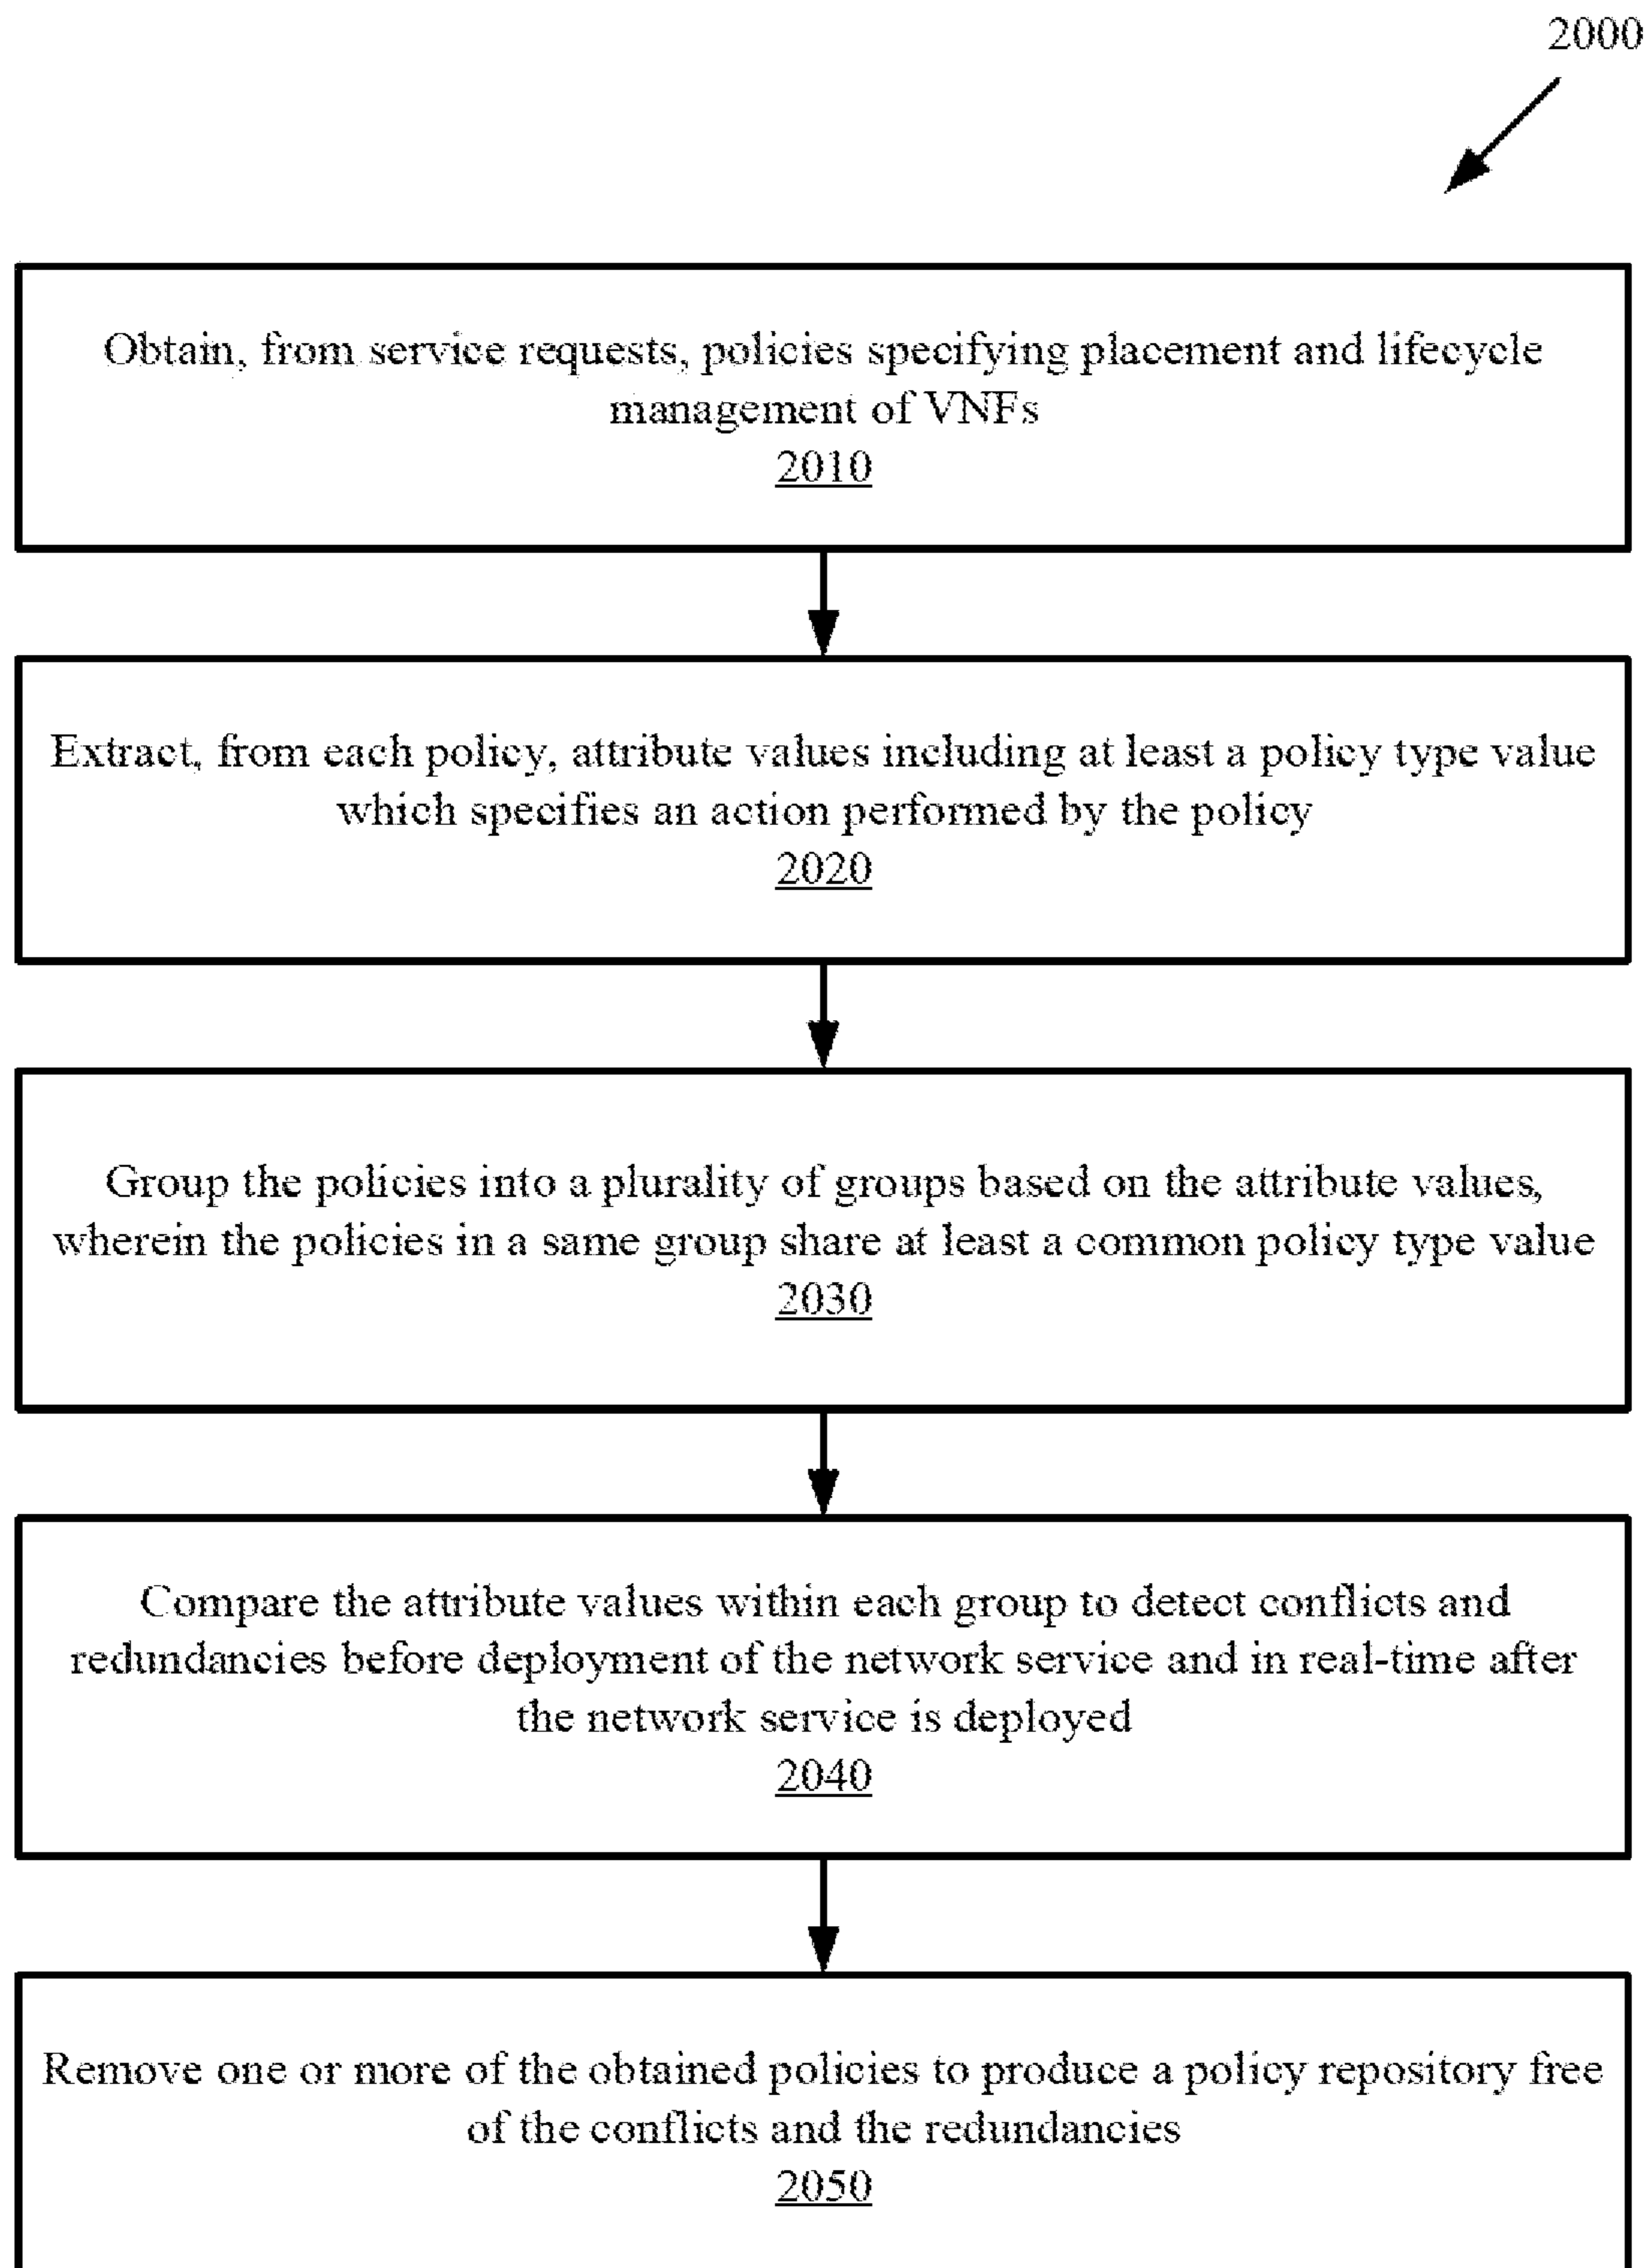 2000
Obtain, from service requests, policies specifying placement and lifecycle
management of VNFs
2010
Extract, from each policy, attribute values including at least a policy type value
which specifies an action performed by the policy
2020
Group the policies into a plurality of groups based on the attribute values,
wherein the policies in a same group share at least a common policy type value
2030
Compare the attribute values within each group to detect conflicts and
redundancies before deployment of the network service and in real-time after
the network service is deployed
2040
Remove one or more of the obtained policies to produce a policy repository free
of the conflicts and the redundancies
2050